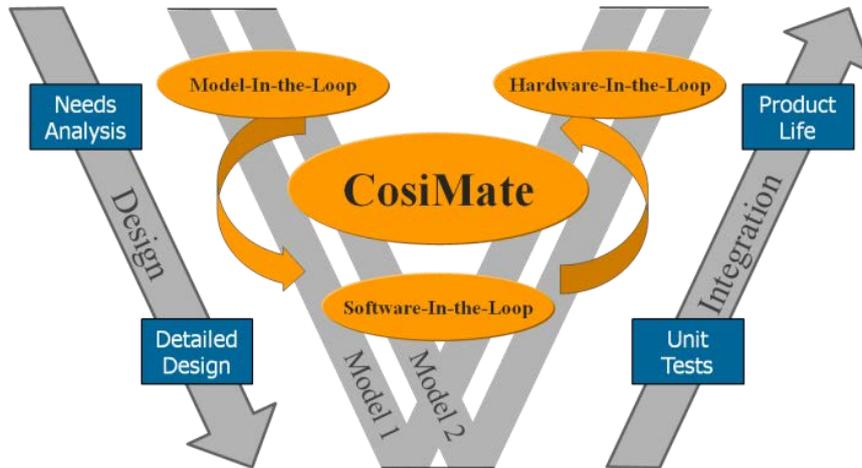 Model-In-the-Loop
Hardware-In-the-Loop
Needs
Analysis
Product
Life
CosiMate
Design
Integration
Software-In-the-Loop
Detailed
Design
Model 1
Model 2
Unit
Tests